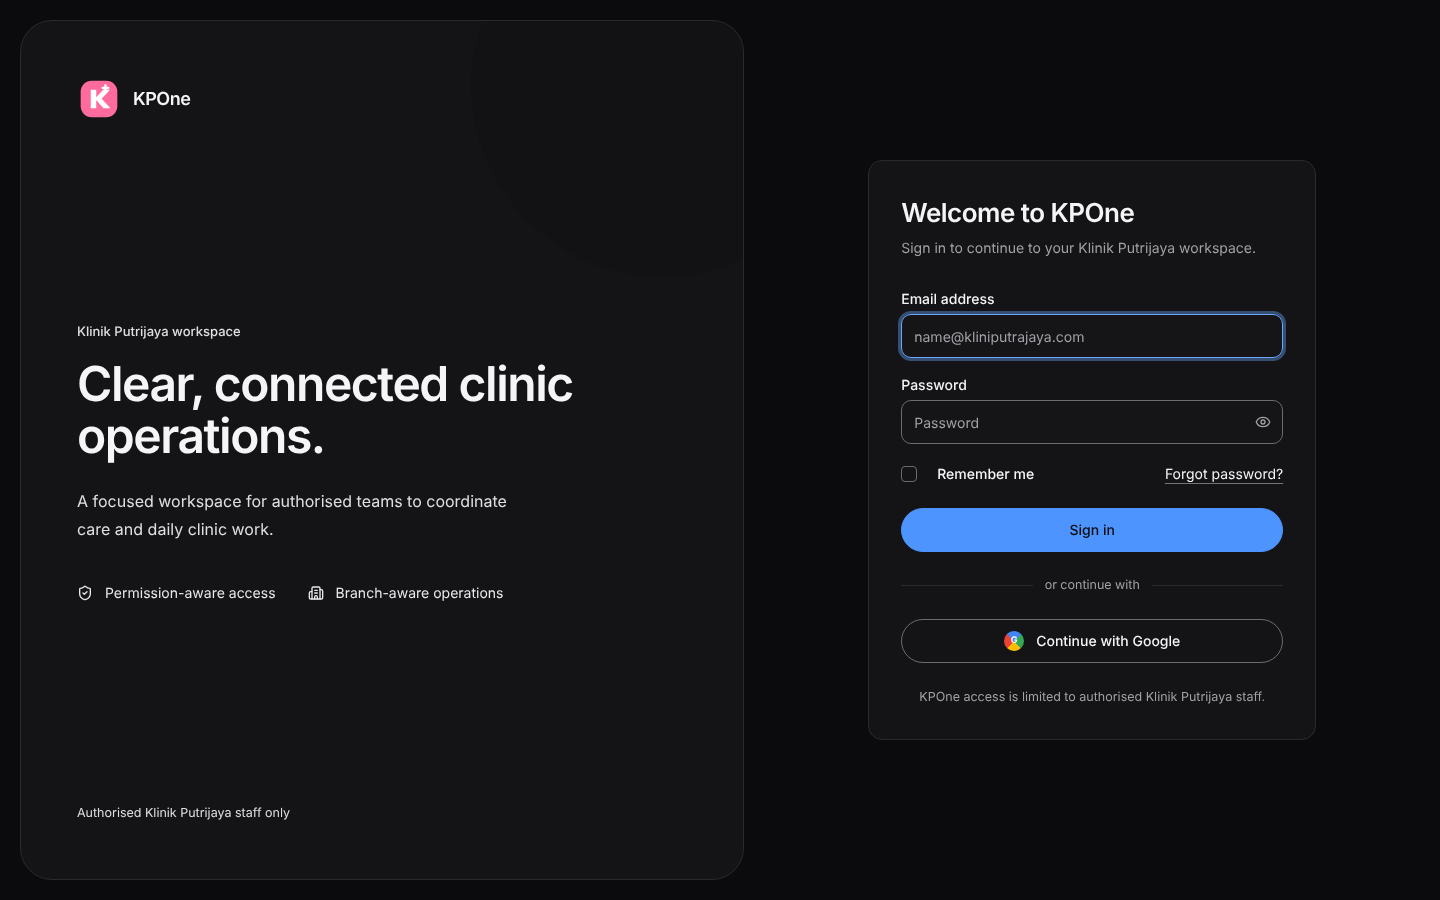 KPOne
Klinik Putrijaya workspace
Clear, connected clinic
operations.
A focused workspace for authorised teams to coordinate
care and daily clinic work.
Permission-aware access
Branch-aware operations
Authorised Klinik Putrijaya staff only
Welcome to KPOne
Sign in to continue to your Klinik Putrijaya workspace.
Email address
name@kliniputrajaya.com
Password
Password
Remember me
Forgot password?
Sign in
or continue with
G
Continue with Google
KPOne access is limited to authorised Klinik Putrijaya staff.